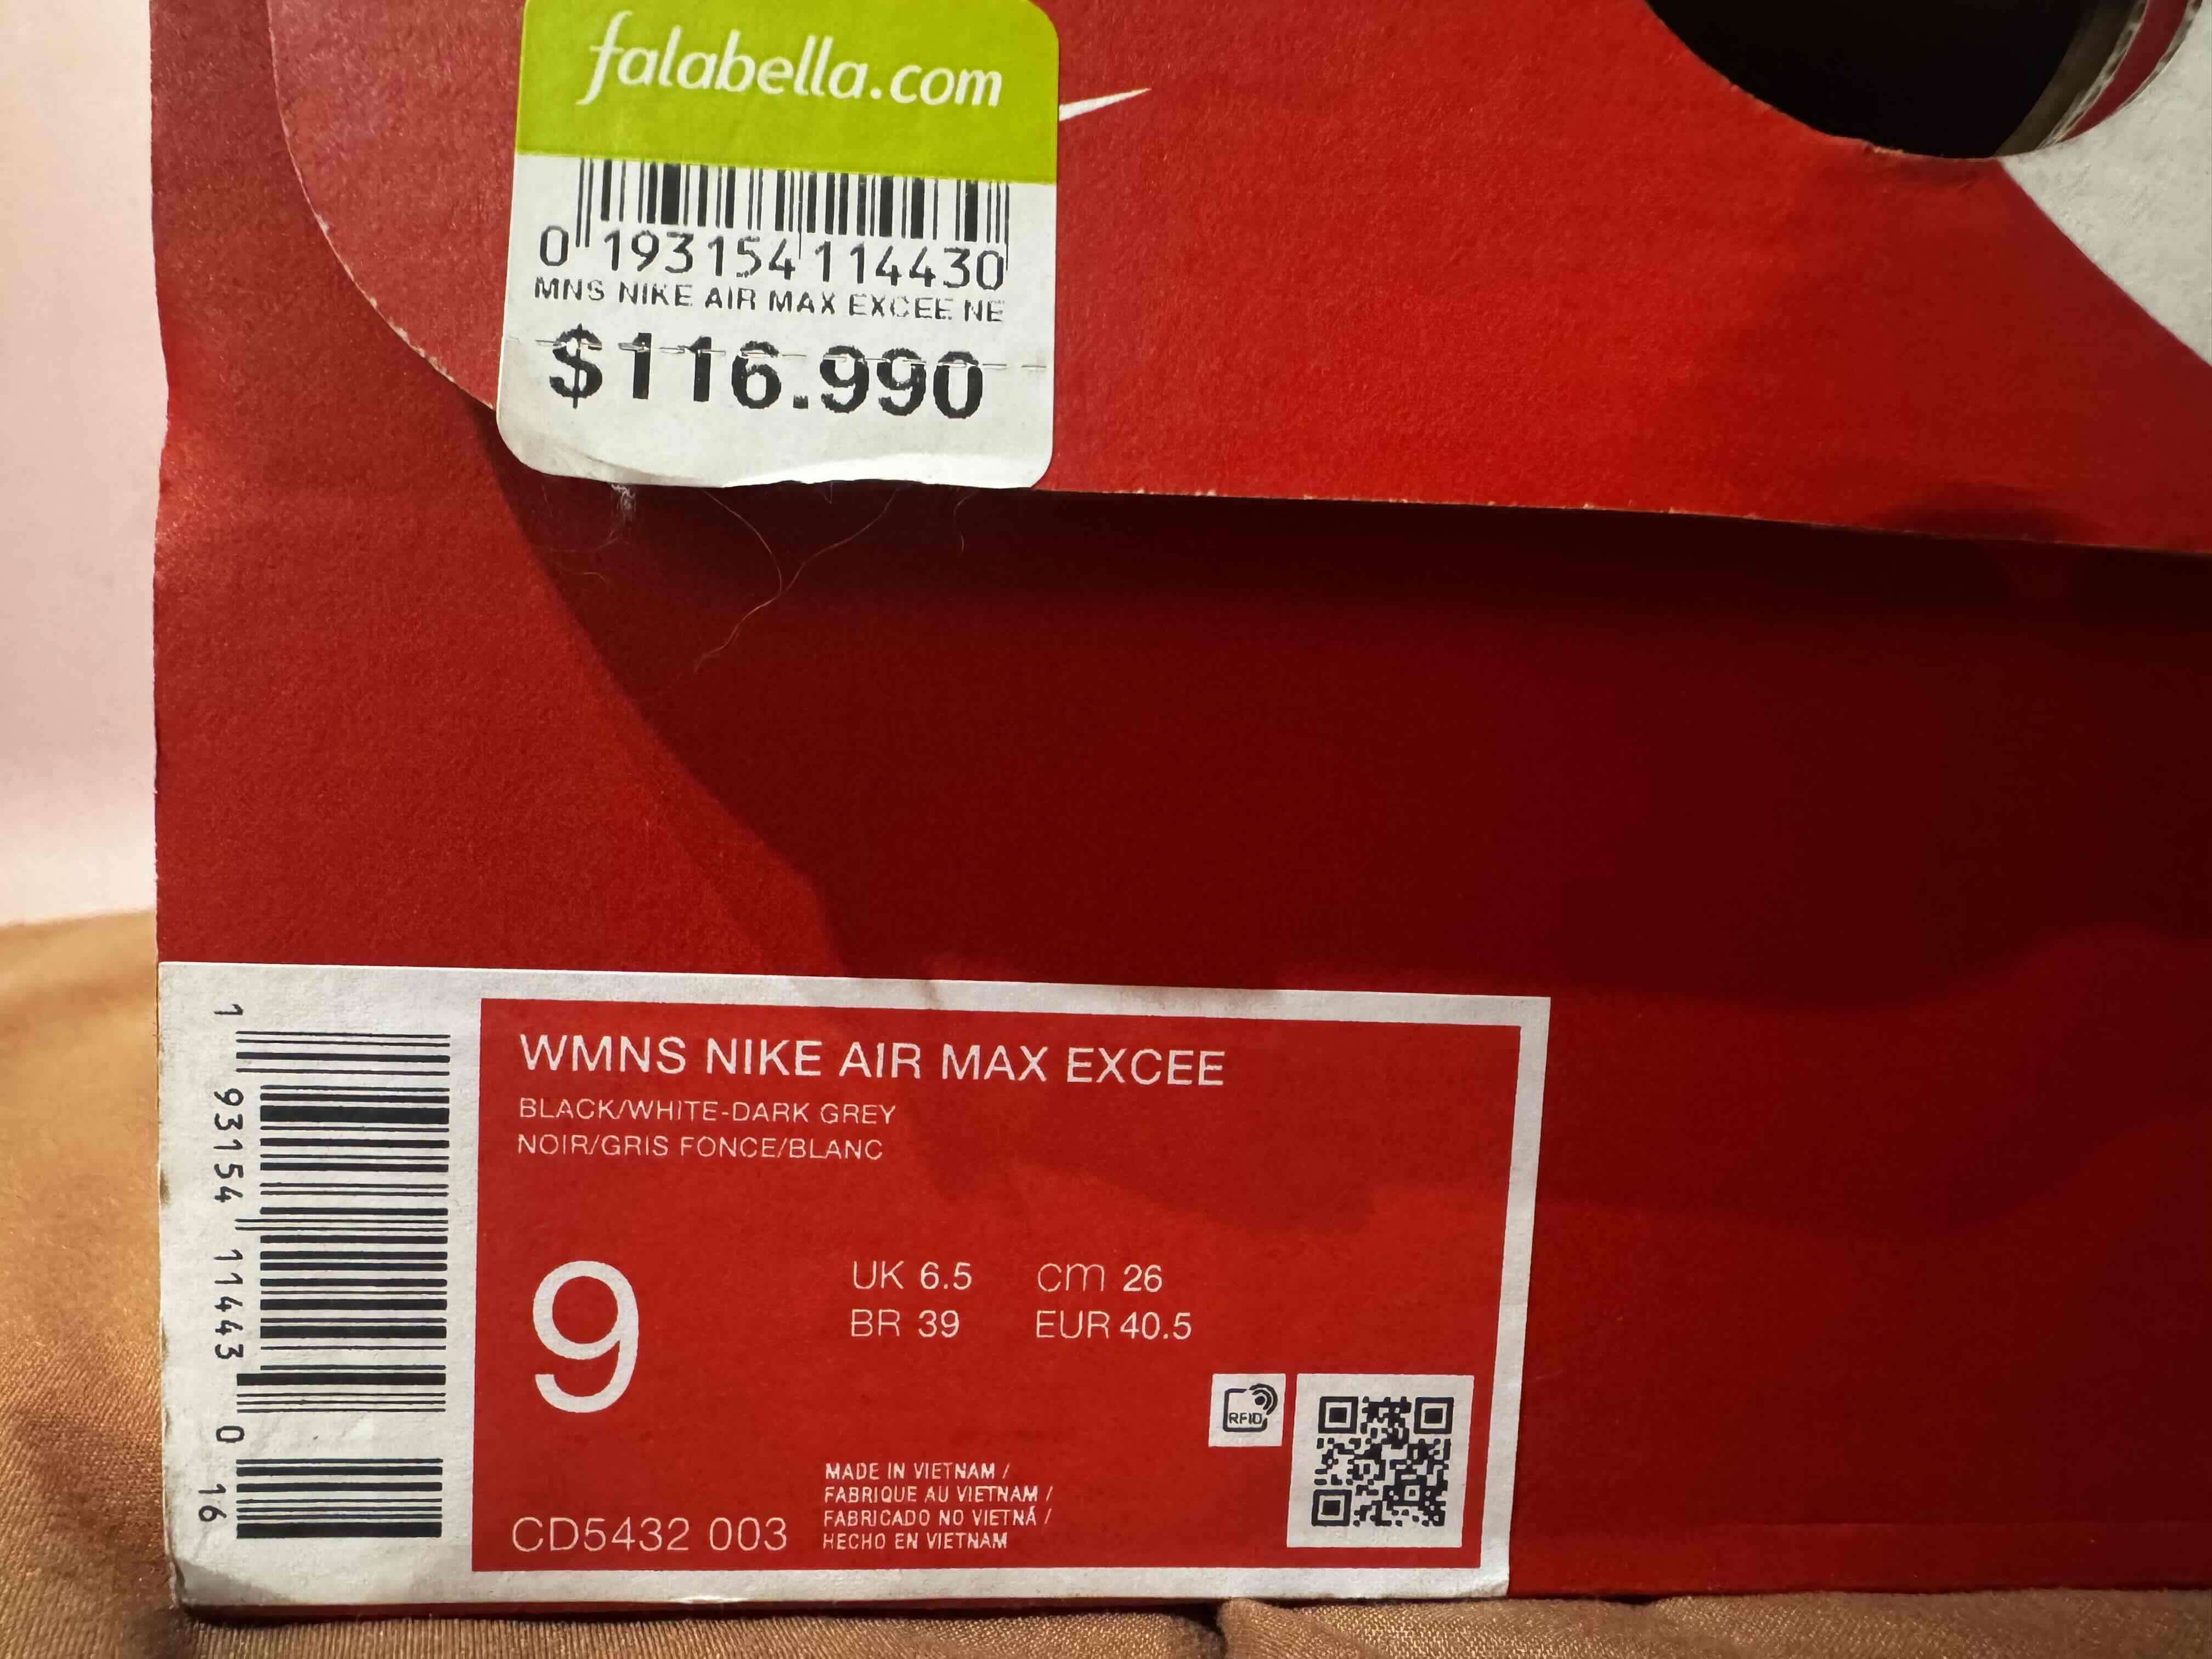 falabella.com
0 193154 114430
MNS NIKE AIR MAX EXCEE NE
$116.990
1 93154 11443 0 16
WMNS NIKE AIR MAX EXCEE
BLACK/WHITE-DARK GREY
NOIR/GRIS FONCE/BLANC
9
UK 6.5 cm 26
BR 39 EUR 40.5
RFID
CD5432 003
MADE IN VIETNAM /
FABRIQUE AU VIETNAM /
FABRICADO NO VIETNÃ /
HECHO EN VIETNAM